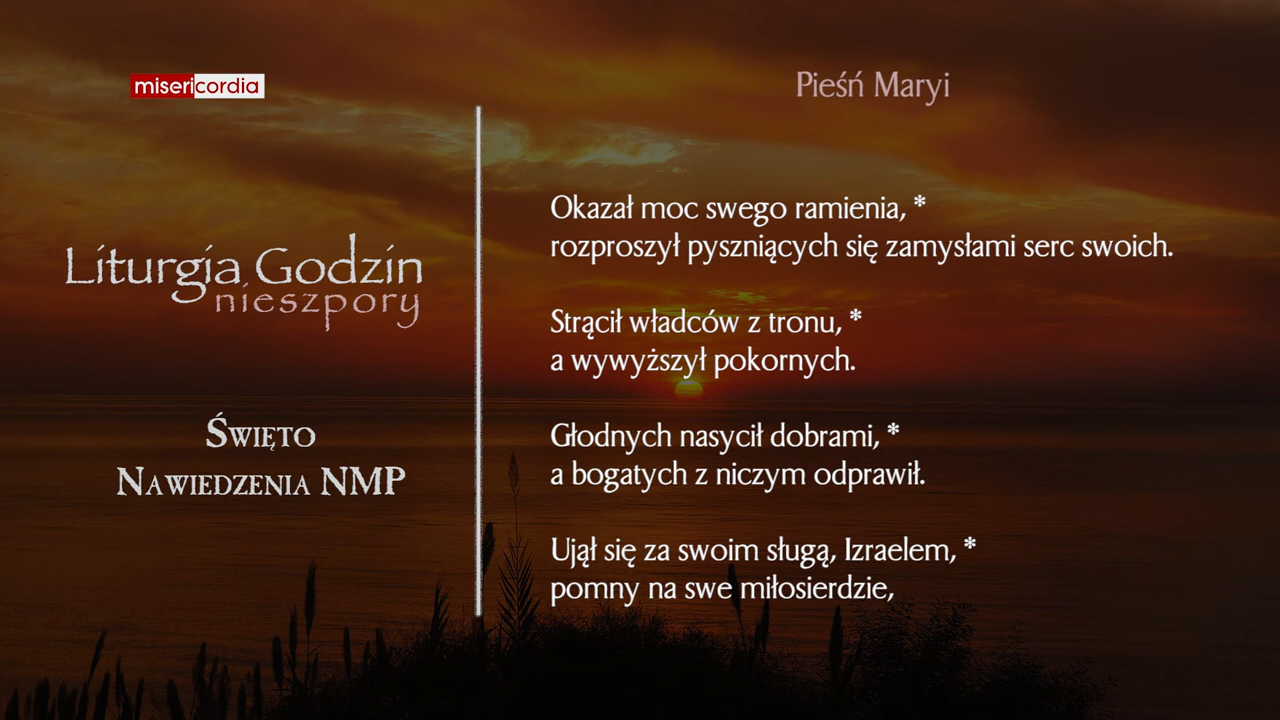 misericordia
Liturgia Godzin
nieszpory
Święto
Nawiedzenia NMP
Pieśń Maryi
Okazał moc swego ramienia, *
rozproszył pyszniących się zamysłami serc swoich.
Strącił władców z tronu, *
a wywyższył pokornych.
Głodnych nasycił dobrami, *
a bogatych z niczym odprawił.
Ujął się za swoim sługą, Izraelem, *
pomny na swe miłosierdzie,